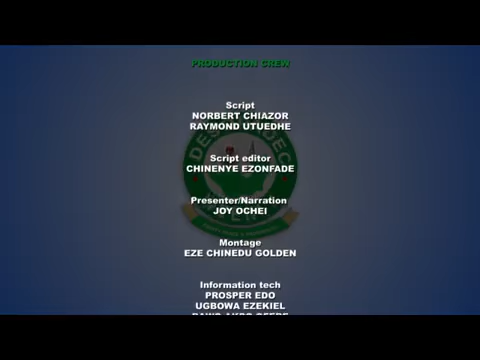 PRODUCTION CREW
Script
NORBERT CHIAZOR
RAYMOND UTUEDHE
Script editor
CHINENYE EZONFADE
Presenter/Narration
JOY OCHEI
Montage
EZE CHINEDU GOLDEN
Information tech
PROSPER EDO
UGBOWA EZEKIEL